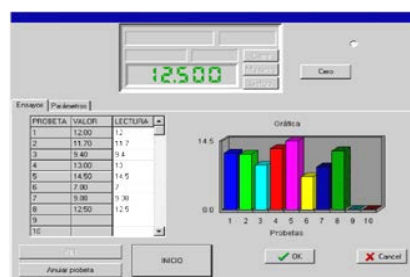 12.500
Cero
Ensayos Parámetros
PROBETA VALOR LECTURA
1 12.00 12
2 11.70 11.7
3 9.40 9.4
4 13.00 13
5 14.50 14.5
6 7.00 7
7 9.00
8 12.50 12.5
9
10
Gráfica
14.5
0.0
1 2 3 4 5 6 7 8 9 10
Probetas
Anular probeta
INICIO
OK
Cancel